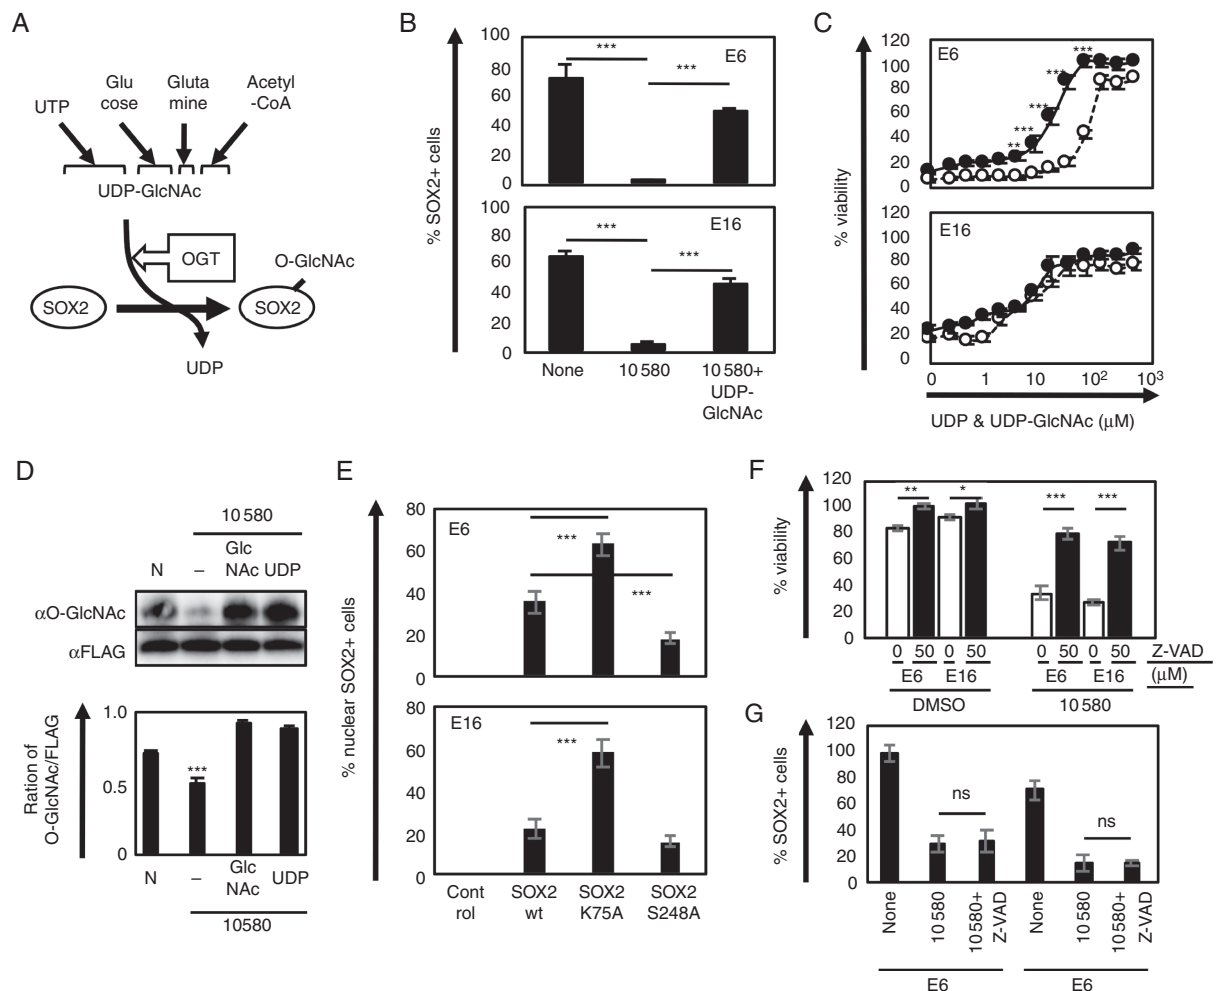 A
UTP
Glu
cose
Gluta
mine
Acetyl
-CoA
UDP-GlcNAc
OGT
O-GlcNAc
SOX2
SOX2
UDP
B
% SOX2+ cells
100
80
60
40
20
0
E6
***
***
100
80
60
40
20
0
E16
***
***
None
10 580
10 580+
UDP-
GlcNAc
C
% viability
120
100
80
60
40
20
0
E6
**
***
***
***
***
120
100
80
60
40
20
0
E16
0
1
10
10²
10³
UDP & UDP-GlcNAc (μM)
D
10 580
N
–
Glc
NAc
UDP
αO-GlcNAc
αFLAG
Ration of
O-GlcNAc/FLAG
1.0
0.5
0
***
N
–
Glc
NAc
UDP
10580
E
% nuclear SOX2+ cells
80
60
40
20
0
E6
***
***
80
60
40
20
0
E16
***
Cont
rol
SOX2
wt
SOX2
K75A
SOX2
S248A
F
% viability
120
100
80
60
40
20
0
**
*
***
***
0
50
0
50
0
50
0
50
Z-VAD
E6
E16
E6
E16
(μM)
DMSO
10 580
G
% SOX2+ cells
120
100
80
60
40
20
0
ns
ns
None
10 580
10 580+
Z-VAD
None
10 580
10 580+
Z-VAD
E6
E6